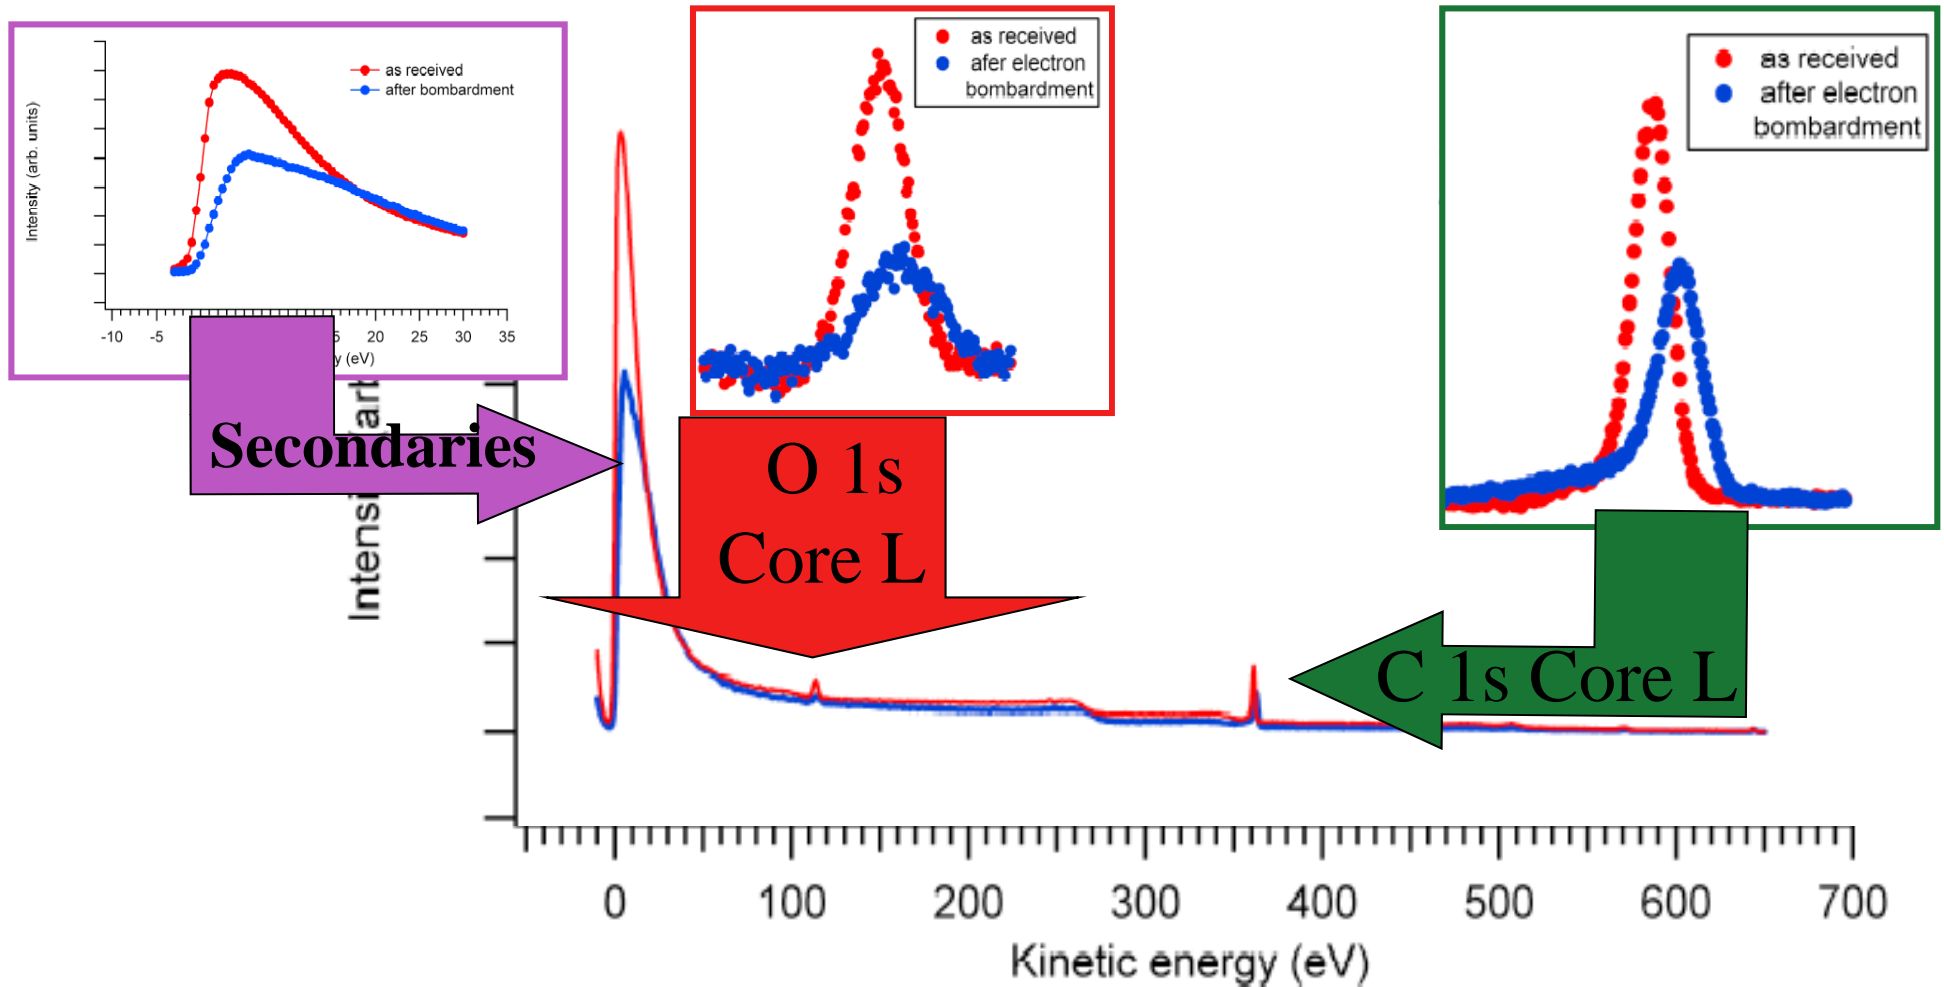 as received
after bombardment
Intensity (arb. units)
-10
-5
20
25
30
35
(eV)
as received
afer electron
bombardment
as received
after electron
bombardment
Secondaries
O 1s
Core L
C 1s Core L
0
100
200
300
400
500
600
700
Kinetic energy (eV)